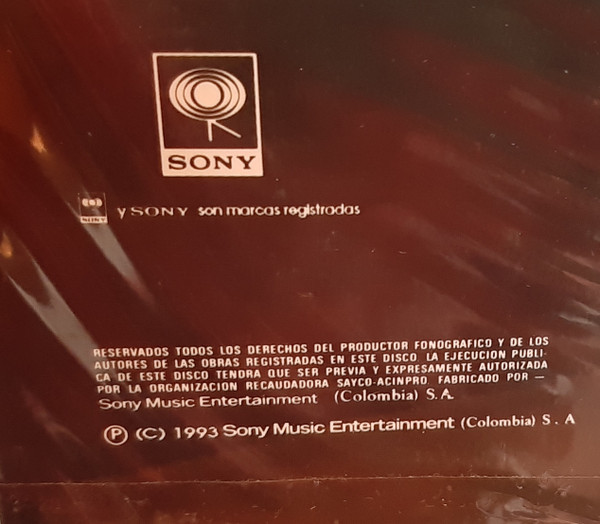 SONY
SONY y SONY son marcas registradas
RESERVADOS TODOS LOS DERECHOS DEL PRODUCTOR FONOGRAFICO Y DE LOS
AUTORES DE LAS OBRAS REGISTRADAS EN ESTE DISCO. LA EJECUCION PUBLI-
CA DE ESTE DISCO TENDRA QUE SER PREVIA Y EXPRESAMENTE AUTORIZADA
POR LA ORGANIZACION RECAUDADORA SAYCO-ACINPRO. FABRICADO POR —
Sony Music Entertainment (Colombia) S.A.
Ⓟ (C) 1993 Sony Music Entertainment (Colombia) S. A